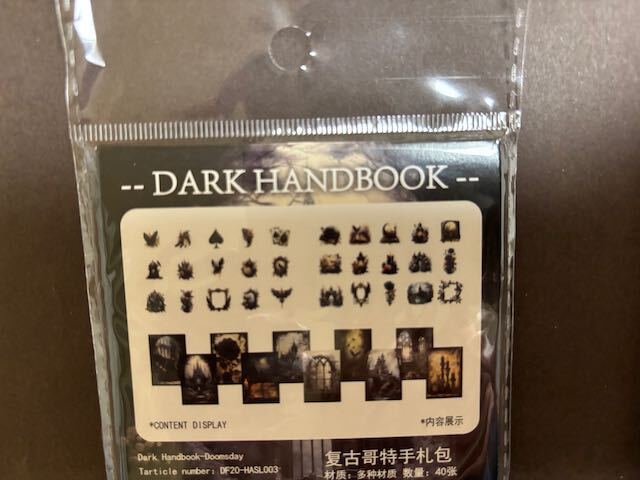 -- DARK HANDBOOK --
*CONTENT DISPLAY
*内容展示
Dark Handbook-Doomsday
Tarticle number: DF20-HASL003
复古哥特手札包
材质: 多种材质 数量: 40张